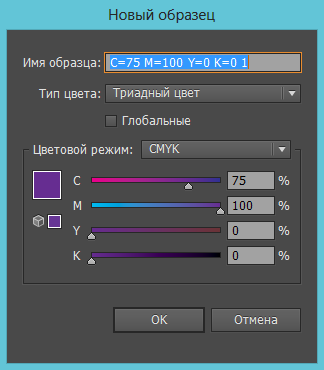 Новый образец
Имя образца: C=75 M=100 Y=0 K=0 1
Тип цвета: Триадный цвет
Глобальные
Цветовой режим: CMYK
C 75 %
M 100 %
Y 0 %
K 0 %
OK Отмена